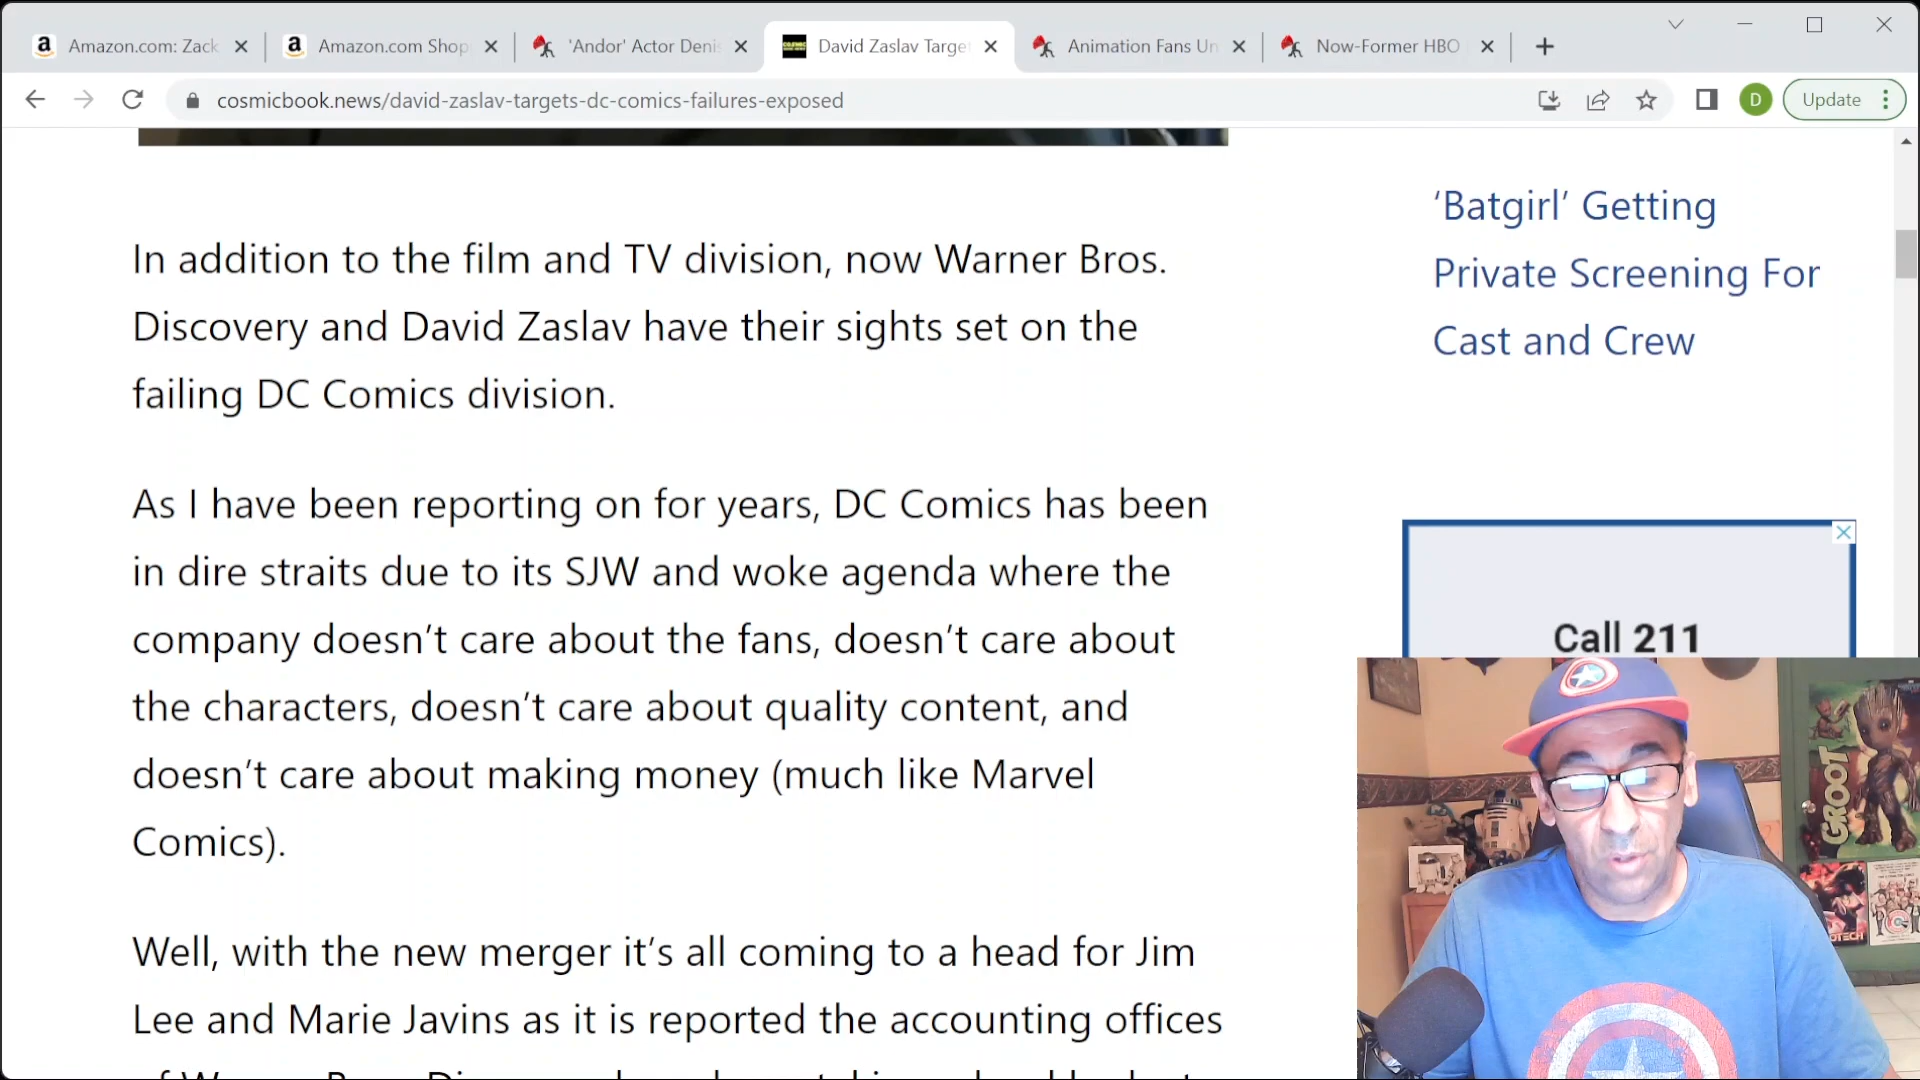 Amazon.com: Zack
Amazon.com Shop
'Andor' Actor Denis
David Zaslav Targe
Animation Fans Un
Now-Former HBO
cosmicbook.news/david-zaslav-targets-dc-comics-failures-exposed
D
Update
In addition to the film and TV division, now Warner Bros.
Discovery and David Zaslav have their sights set on the
failing DC Comics division.
As I have been reporting on for years, DC Comics has been
in dire straits due to its SJW and woke agenda where the
company doesn’t care about the fans, doesn’t care about
the characters, doesn’t care about quality content, and
doesn’t care about making money (much like Marvel
Comics).
Well, with the new merger it’s all coming to a head for Jim
Lee and Marie Javins as it is reported the accounting offices
‘Batgirl’ Getting
Private Screening For
Cast and Crew
Call 211
GROOT